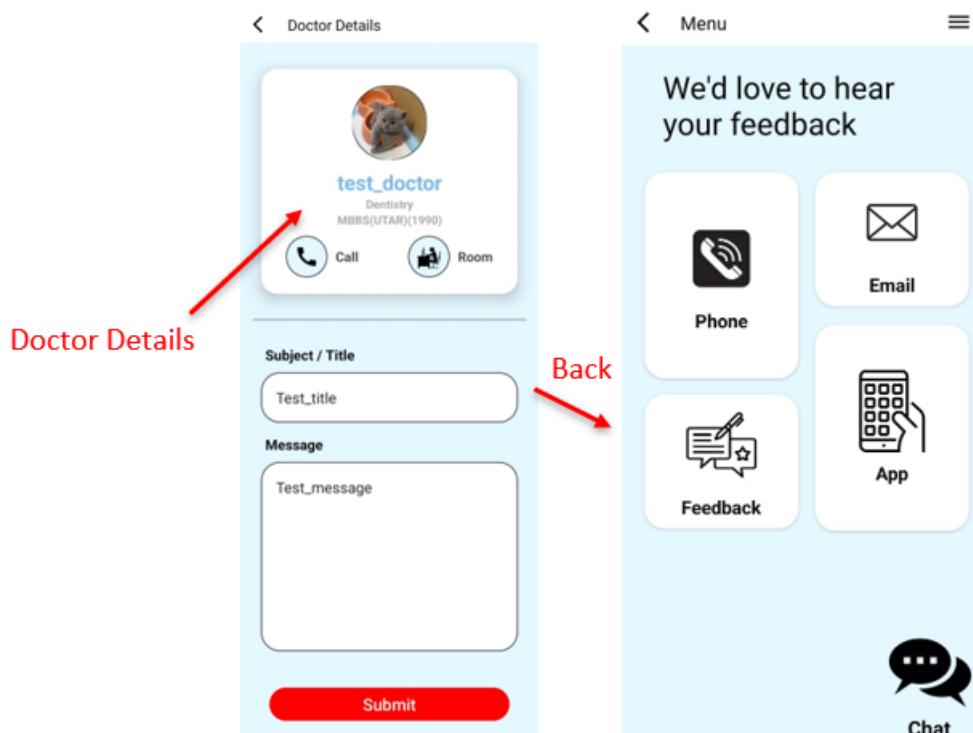 Doctor Details
test_doctor
Dentistry
MBBS(UTAR)(1990)
Call
Room
Doctor Details
Subject / Title
Test_title
Message
Test_message
Submit
Back
Menu
We'd love to hear
your feedback
Phone
Email
Feedback
App
Chat